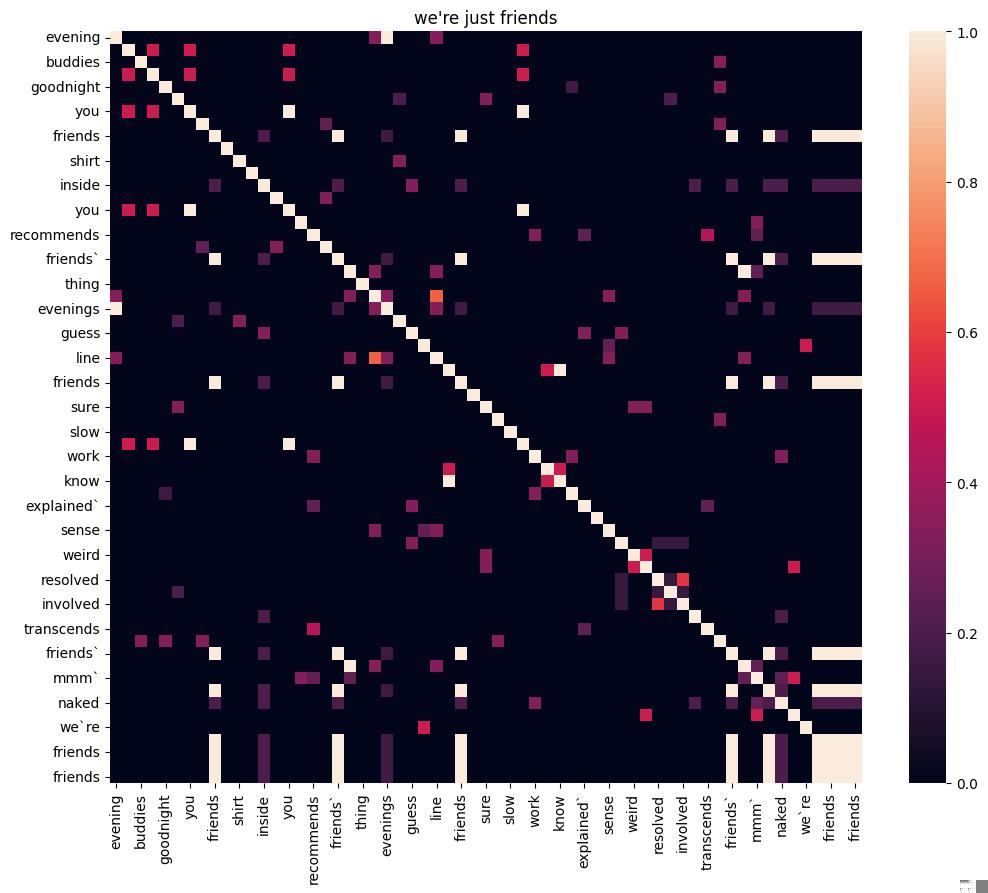 we're just friends
evening
buddies
goodnight
you
friends
shirt
inside
you
recommends
friends`
thing
evenings
guess
line
friends
sure
slow
work
know
explained`
sense
weird
resolved
involved
transcends
friends`
mmm`
naked
we`re
friends
friends
evening
buddies
goodnight
you
friends
shirt
inside
you
recommends
friends`
thing
evenings
guess
line
friends
sure
slow
work
know
explained`
sense
weird
resolved
involved
transcends
friends`
mmm`
naked
we`re
friends
friends
1.0
0.8
0.6
0.4
0.2
0.0